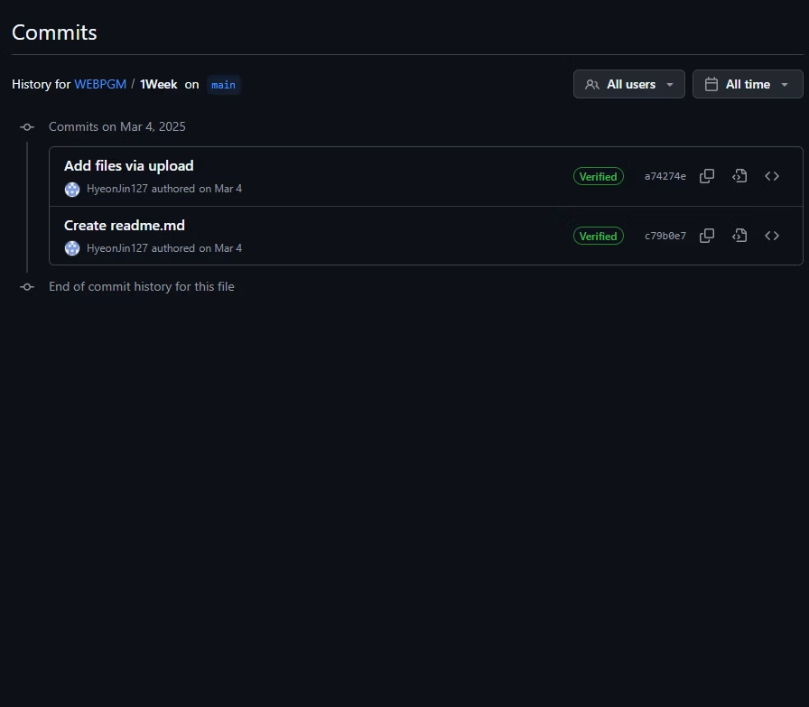 Commits
History for WEBPGM / 1Week on main
All users
All time
Commits on Mar 4, 2025
Add files via upload
HyeonJin127 authored on Mar 4
Verified
a74274e
Create readme.md
HyeonJin127 authored on Mar 4
Verified
c79b0e7
End of commit history for this file